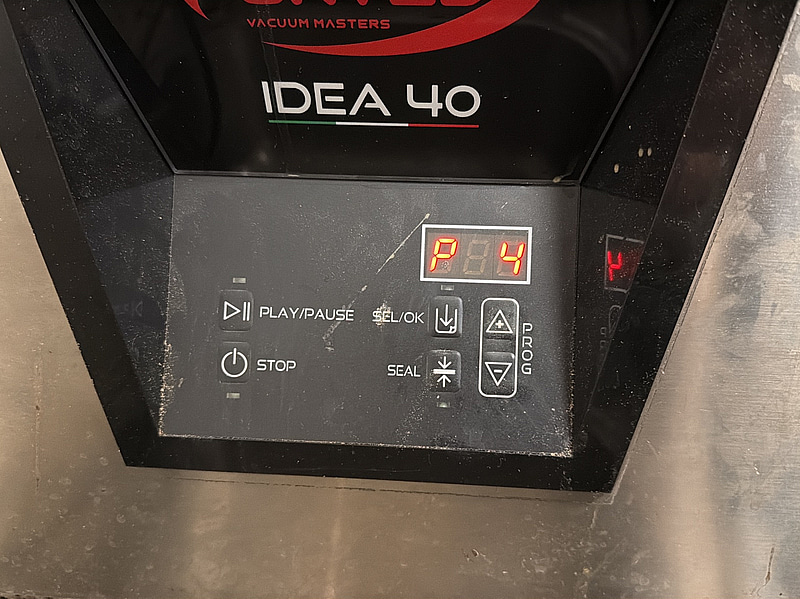 VACUUM MASTERS
IDEA 40
P 4
PLAY/PAUSE
SEL/OK
PROG
STOP
SEAL